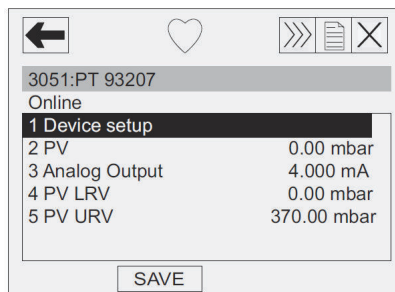 3051:PT 93207
Online
1 Device setup
2 PV 0.00 mbar
3 Analog Output 4.000 mA
4 PV LRV 0.00 mbar
5 PV URV 370.00 mbar
SAVE